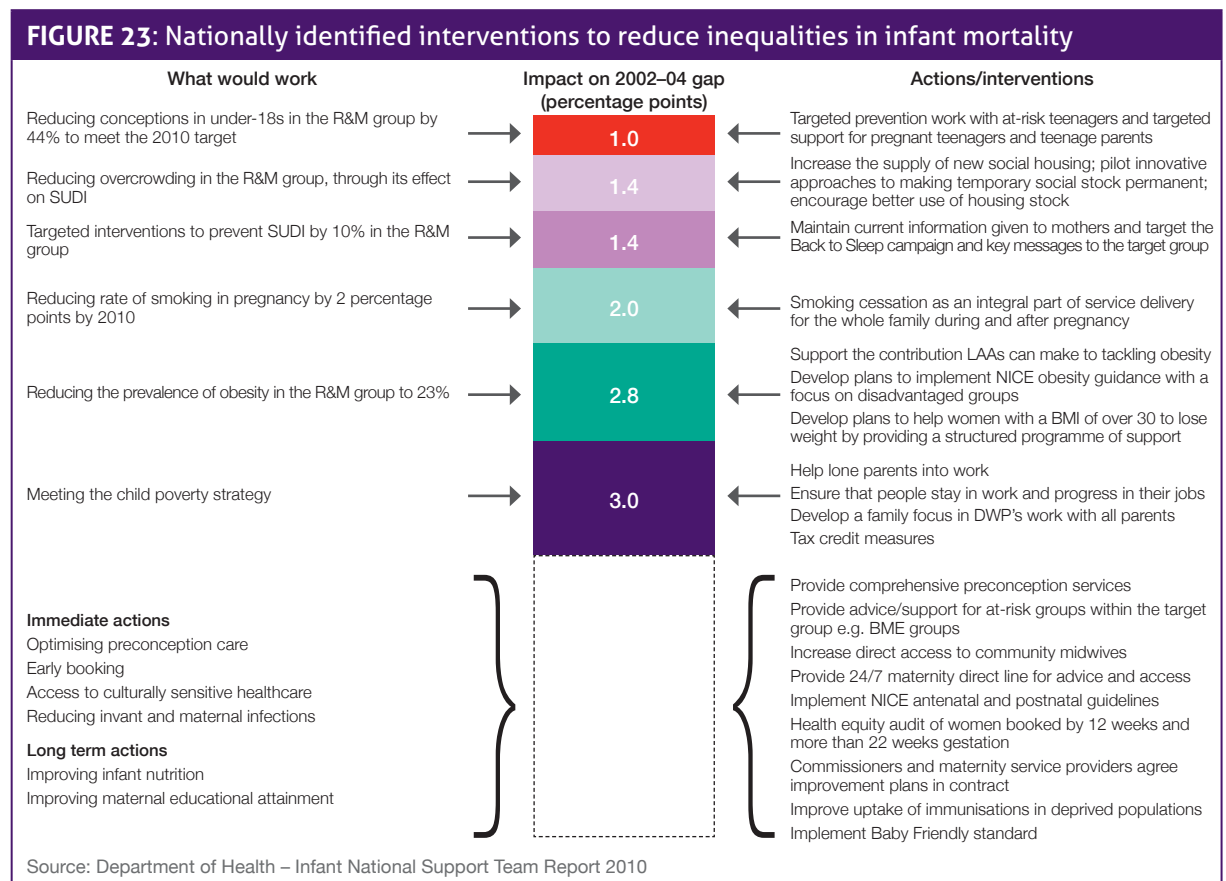 FIGURE 23: Nationally identified interventions to reduce inequalities in infant mortality
What would work
Impact on 2002–04 gap
(percentage points)
Actions/interventions
Reducing conceptions in under-18s in the R&M group by
44% to meet the 2010 target
1.0
Targeted prevention work with at-risk teenagers and targeted
support for pregnant teenagers and teenage parents
Reducing overcrowding in the R&M group, through its effect
on SUDI
1.4
Increase the supply of new social housing; pilot innovative
approaches to making temporary social stock permanent;
encourage better use of housing stock
Targeted interventions to prevent SUDI by 10% in the R&M
group
1.4
Maintain current information given to mothers and target the
Back to Sleep campaign and key messages to the target group
Reducing rate of smoking in pregnancy by 2 percentage
points by 2010
2.0
Smoking cessation as an integral part of service delivery
for the whole family during and after pregnancy
Reducing the prevalence of obesity in the R&M group to 23%
2.8
Support the contribution LAAs can make to tackling obesity
Develop plans to implement NICE obesity guidance with a
focus on disadvantaged groups
Develop plans to help women with a BMI of over 30 to lose
weight by providing a structured programme of support
Meeting the child poverty strategy
3.0
Help lone parents into work
Ensure that people stay in work and progress in their jobs
Develop a family focus in DWP's work with all parents
Tax credit measures
Immediate actions
Optimising preconception care
Early booking
Access to culturally sensitive healthcare
Reducing invant and maternal infections
Long term actions
Improving infant nutrition
Improving maternal educational attainment
Provide comprehensive preconception services
Provide advice/support for at-risk groups within the target
group e.g. BME groups
Increase direct access to community midwives
Provide 24/7 maternity direct line for advice and access
Implement NICE antenatal and postnatal guidelines
Health equity audit of women booked by 12 weeks and
more than 22 weeks gestation
Commissioners and maternity service providers agree
improvement plans in contract
Improve uptake of immunisations in deprived populations
Implement Baby Friendly standard
Source: Department of Health – Infant National Support Team Report 2010